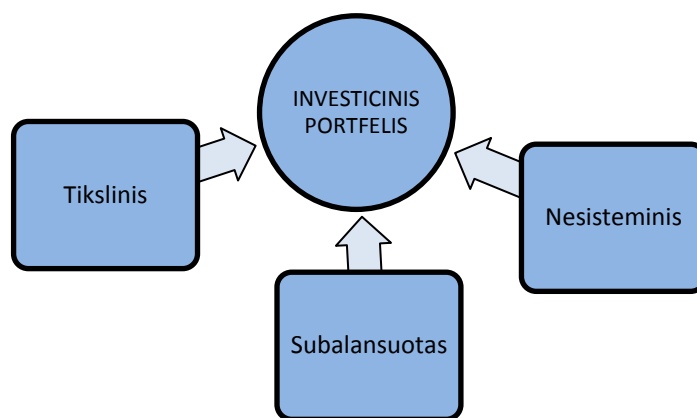 INVESTICINIS
PORTFELIS
Tikslinis
Nesisteminis
Subalansuotas